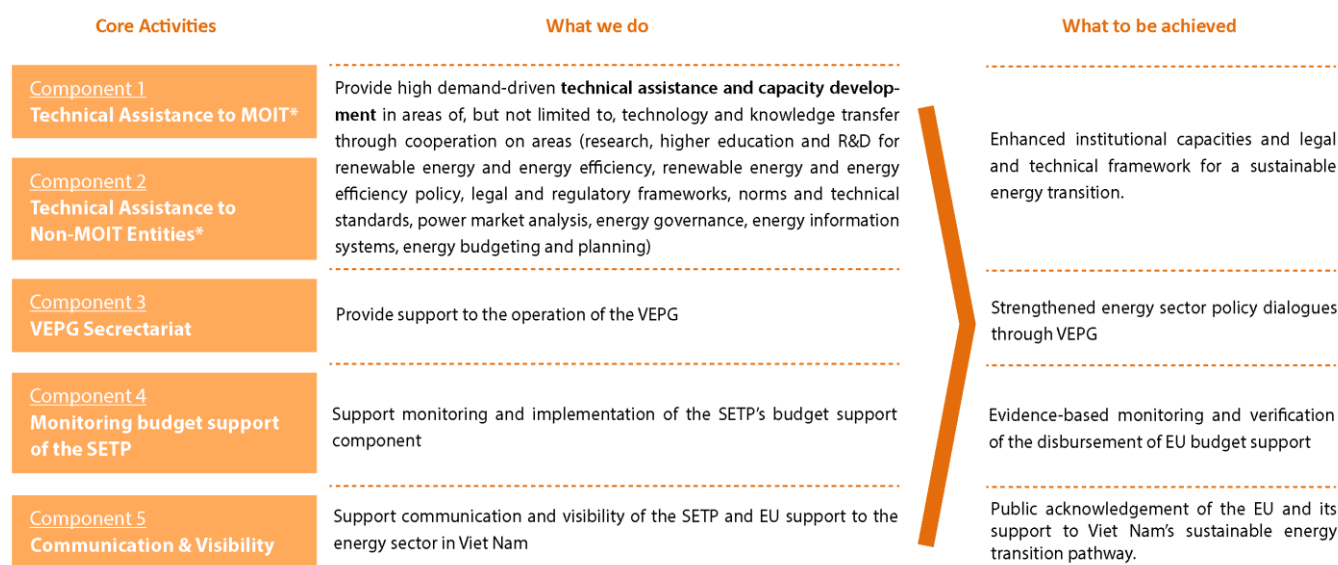 Core Activities
What we do
What to be achieved
Component 1
Technical Assistance to MOIT*
Component 2
Technical Assistance to
Non-MOIT Entities*
Provide high demand-driven technical assistance and capacity develop-
ment in areas of, but not limited to, technology and knowledge transfer
through cooperation on areas (research, higher education and R&D for
renewable energy and energy efficiency, renewable energy and energy
efficiency policy, legal and regulatory frameworks, norms and technical
standards, power market analysis, energy governance, energy information
systems, energy budgeting and planning)
Enhanced institutional capacities and legal
and technical framework for a sustainable
energy transition.
Component 3
VEPG Secrectariat
Provide support to the operation of the VEPG
Strengthened energy sector policy dialogues
through VEPG
Component 4
Monitoring budget support
of the SETP
Support monitoring and implementation of the SETP's budget support
component
Evidence-based monitoring and verification
of the disbursement of EU budget support
Component 5
Communication & Visibility
Support communication and visibility of the SETP and EU support to the
energy sector in Viet Nam
Public acknowledgement of the EU and its
support to Viet Nam's sustainable energy
transition pathway.